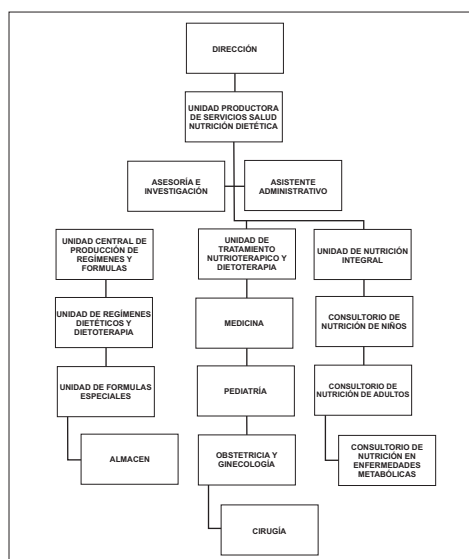 DIRECCIÓN
UNIDAD PRODUCTORA
DE SERVICIOS SALUD
NUTRICIÓN DIETÉTICA
ASESORÍA E
INVESTIGACIÓN
ASISTENTE
ADMINISTRATIVO
UNIDAD CENTRAL DE
PRODUCCIÓN DE
REGÍMENES Y
FORMULAS
UNIDAD DE
TRATAMIENTO
NUTRIOTERAPICO Y
DIETOTERAPIA
UNIDAD DE NUTRICIÓN
INTEGRAL
UNIDAD DE REGÍMENES
DIETÉTICOS Y
DIETOTERAPIA
MEDICINA
CONSULTORIO DE
NUTRICIÓN DE NIÑOS
UNIDAD DE FORMULAS
ESPECIALES
PEDIATRÍA
CONSULTORIO DE
NUTRICIÓN DE ADULTOS
ALMACEN
OBSTETRICIA Y
GINECOLOGÍA
CONSULTORIO DE
NUTRICIÓN EN
ENFERMEDADES
METABÓLICAS
CIRUGÍA